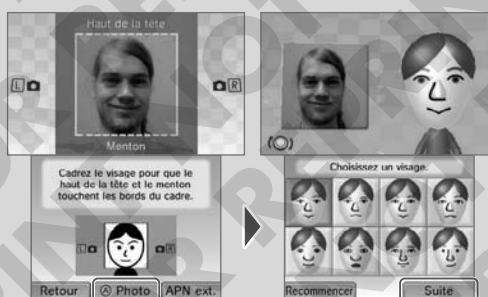 Haut de la tête
L
R
Menton
Cadrez le visage pour que le
haut de la tête et le menton
touchent les bords du cadre.
L
R
Retour
A Photo
APN ext.
Choisissez un visage.
Recommencer
Suite